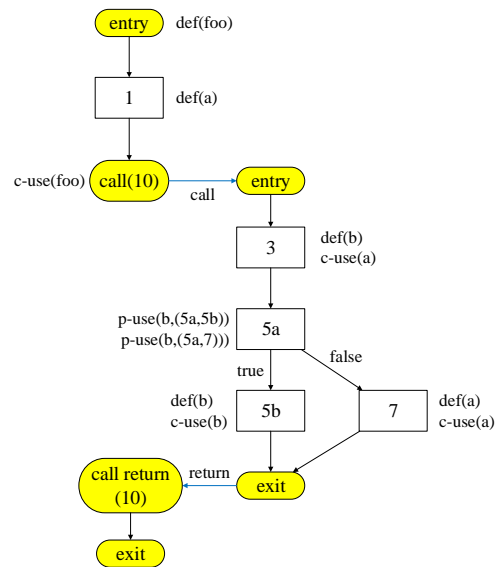 entry
def(foo)
1
def(a)
c-use(foo)
call(10)
call
entry
3
def(b)
c-use(a)
p-use(b,(5a,5b))
p-use(b,(5a,7)))
5a
true
false
def(b)
c-use(b)
5b
7
def(a)
c-use(a)
call return
(10)
return
exit
exit